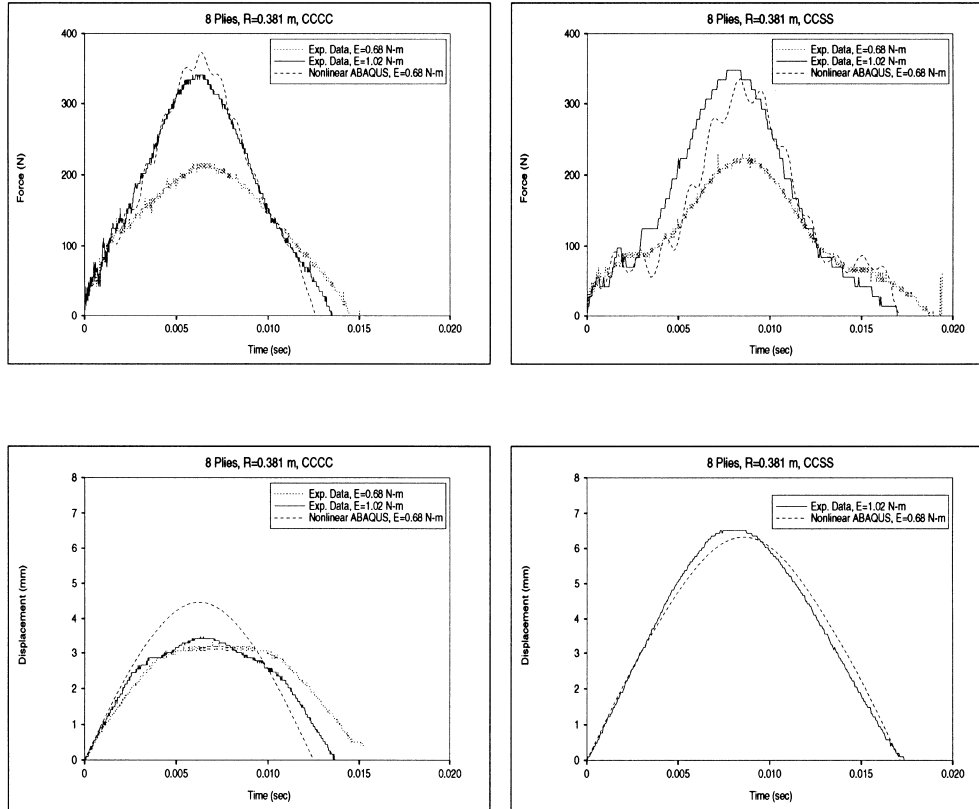 8 Plies, R=0.381 m, CCCC
400
300
200
100
0
Force (N)
0
0.005
0.010
0.015
0.020
Time (sec)
Exp. Data, E=0.68 N-m
Exp. Data, E=1.02 N-m
Nonlinear ABAQUS, E=0.68 N-m
8 Plies, R=0.381 m, CCSS
400
300
200
100
0
Force (N)
0
0.005
0.010
0.015
0.020
Time (sec)
Exp. Data, E=0.68 N-m
Exp. Data, E=1.02 N-m
Nonlinear ABAQUS, E=0.68 N-m
8 Plies, R=0.381 m, CCCC
8
7
6
5
4
3
2
1
0
Displacement (mm)
0
0.005
0.010
0.015
0.020
Time (sec)
Exp. Data, E=0.68 N-m
Exp. Data, E=1.02 N-m
Nonlinear ABAQUS, E=0.68 N-m
8 Plies, R=0.381 m, CCSS
8
7
6
5
4
3
2
1
0
Displacement (mm)
0
0.005
0.010
0.015
0.020
Time (sec)
Exp. Data, E=1.02 N-m
Nonlinear ABAQUS, E=0.68 N-m